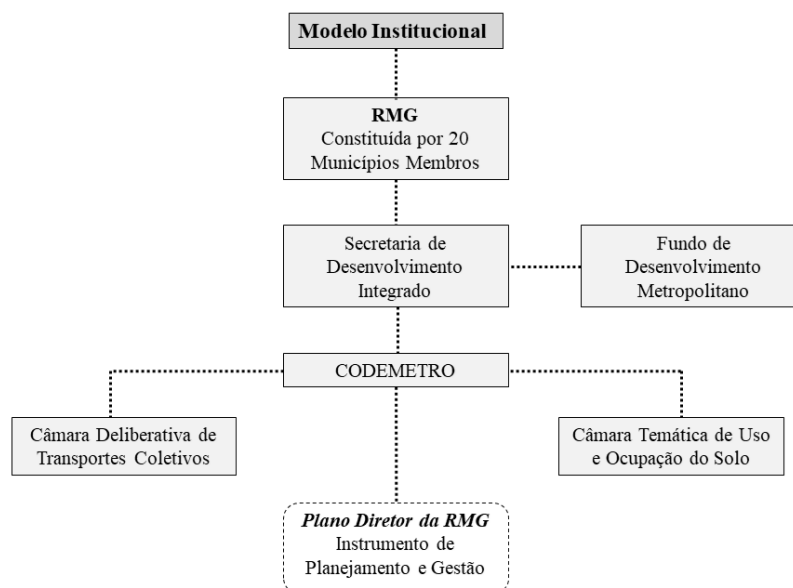 Modelo Institucional
RMG
Constituída por 20
Municípios Membros
Secretaria de
Desenvolvimento
Integrado
Fundo de
Desenvolvimento
Metropolitano
CODEMETRO
Câmara Deliberativa de
Transportes Coletivos
Câmara Temática de Uso
e Ocupação do Solo
Plano Diretor da RMG
Instrumento de
Planejamento e Gestão